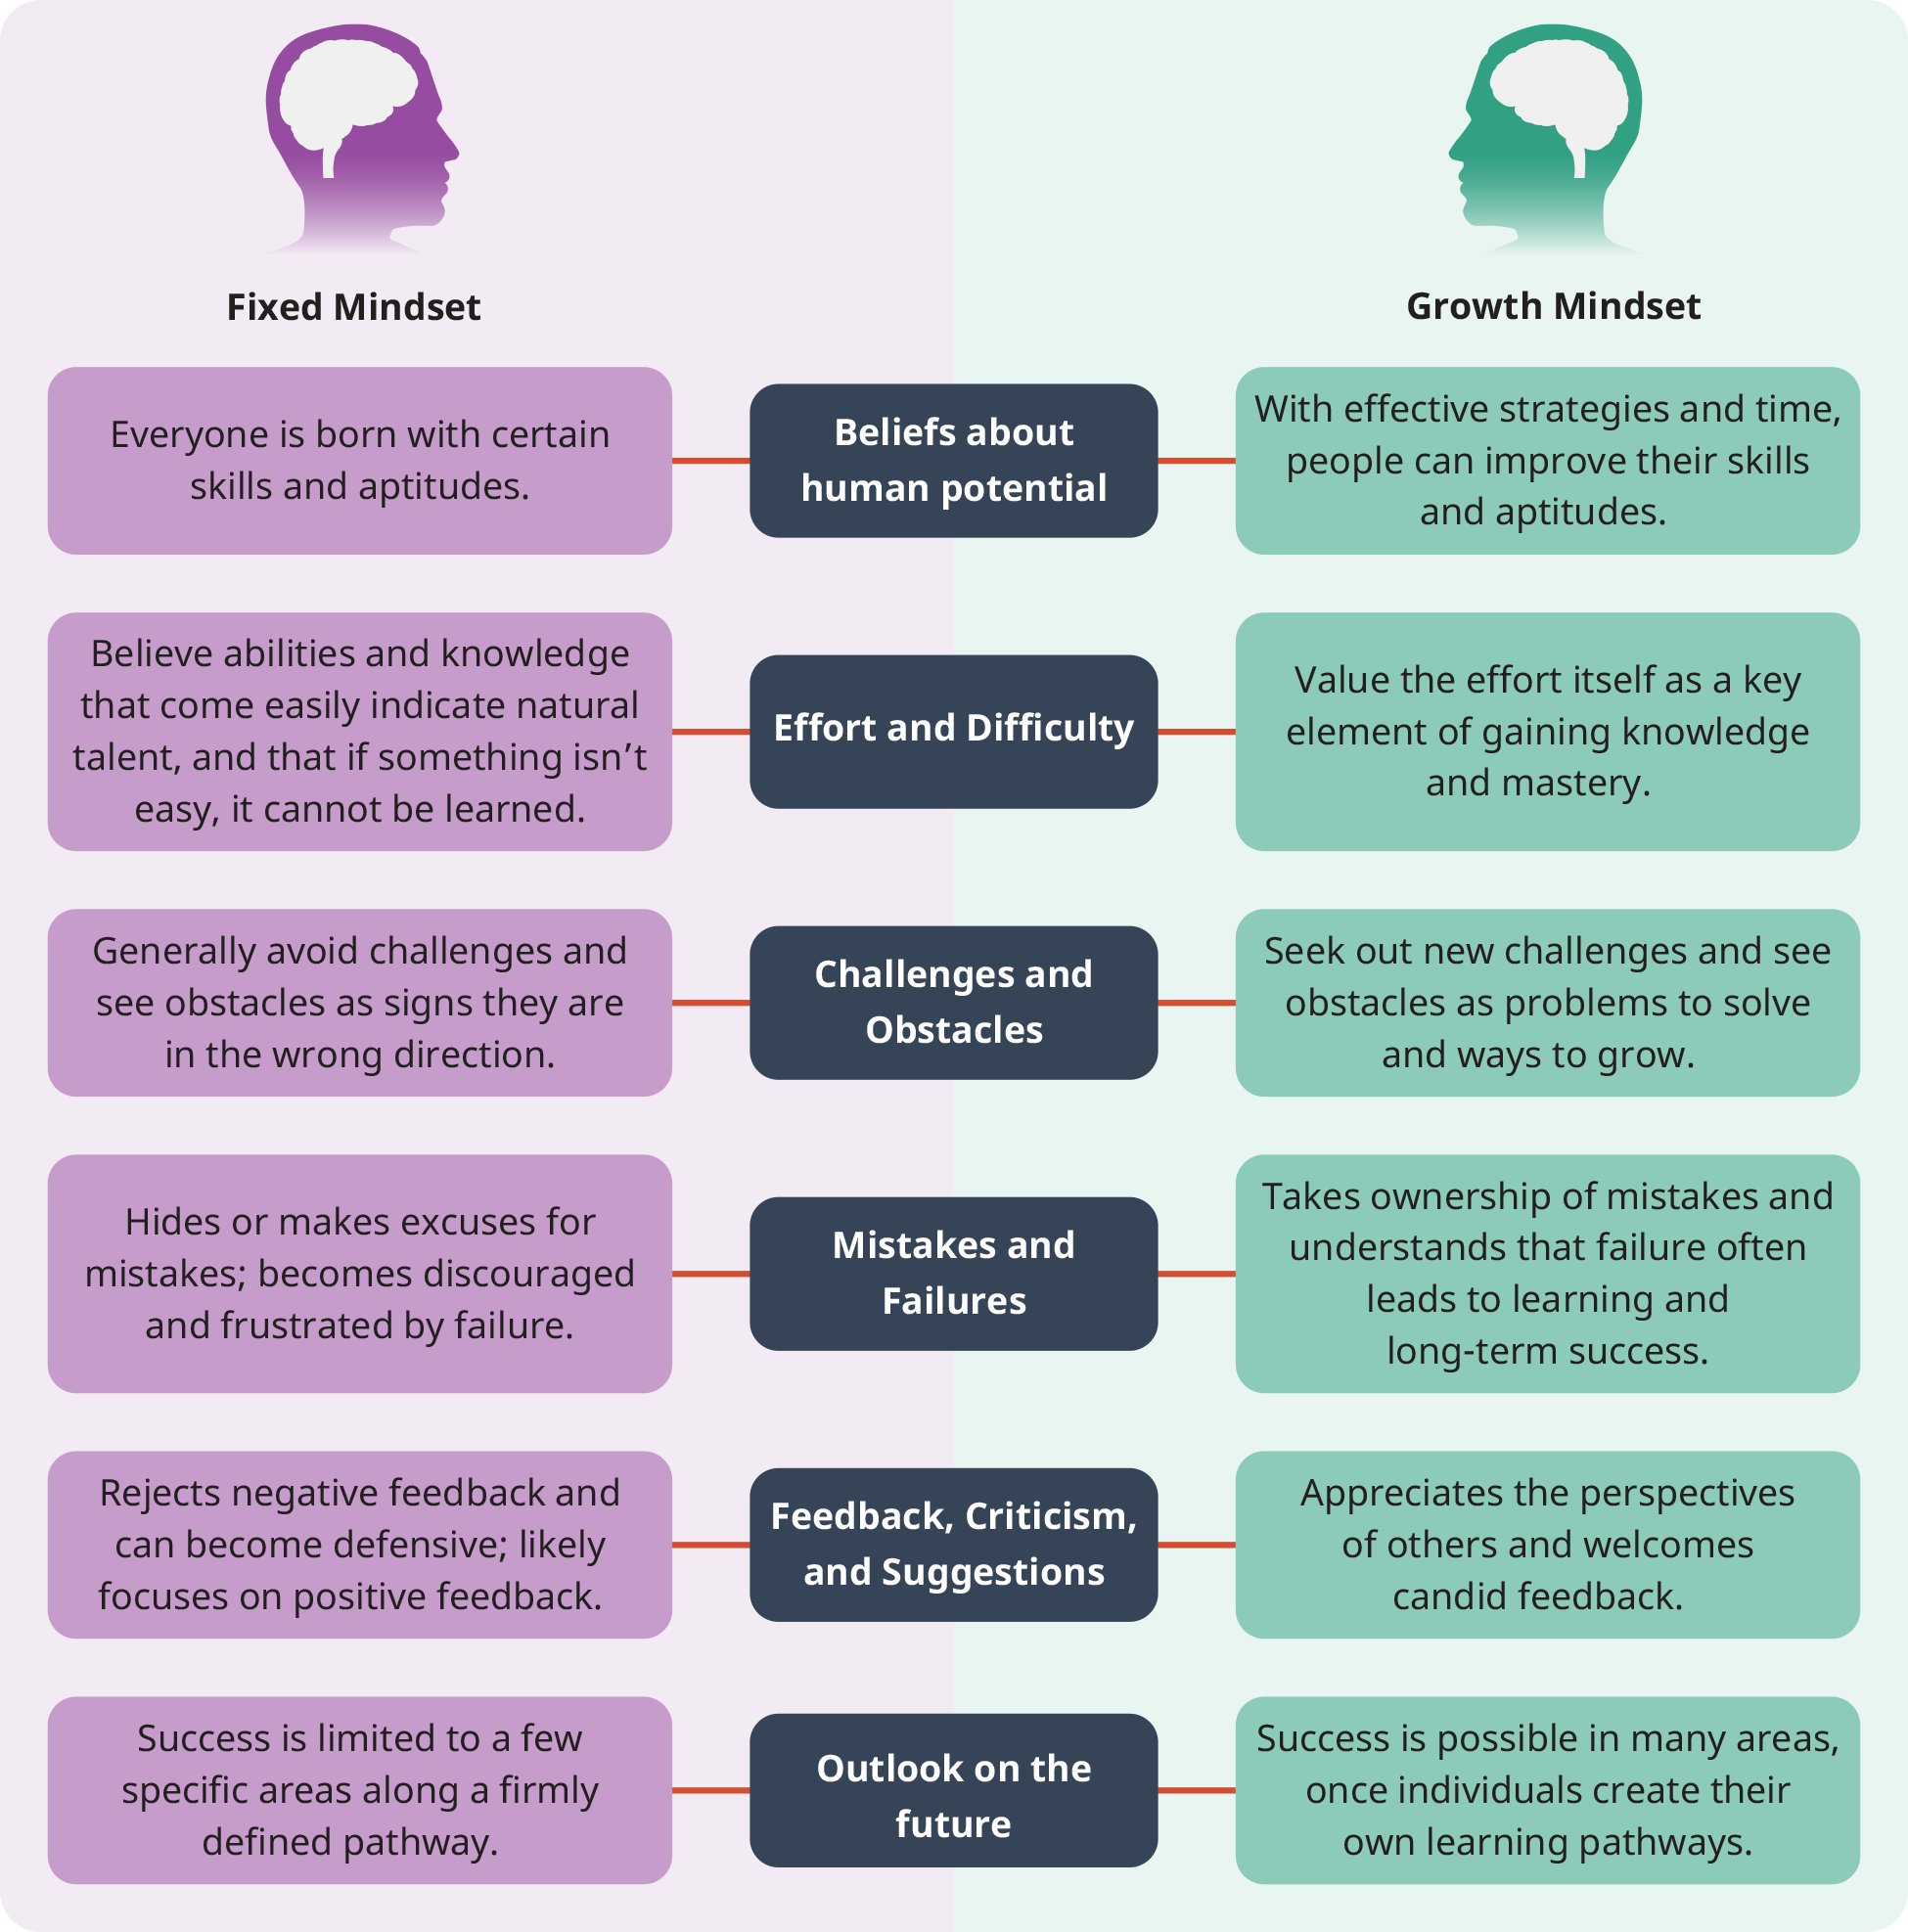 Fixed Mindset
Growth Mindset
Everyone is born with certain
skills and aptitudes.
Beliefs about
human potential
With effective strategies and time,
people can improve their skills
and aptitudes.
Believe abilities and knowledge
that come easily indicate natural
talent, and that if something isn’t
easy, it cannot be learned.
Effort and Difficulty
Value the effort itself as a key
element of gaining knowledge
and mastery.
Generally avoid challenges and
see obstacles as signs they are
in the wrong direction.
Challenges and
Obstacles
Seek out new challenges and see
obstacles as problems to solve
and ways to grow.
Hides or makes excuses for
mistakes; becomes discouraged
and frustrated by failure.
Mistakes and
Failures
Takes ownership of mistakes and
understands that failure often
leads to learning and
long-term success.
Rejects negative feedback and
can become defensive; likely
focuses on positive feedback.
Feedback, Criticism,
and Suggestions
Appreciates the perspectives
of others and welcomes
candid feedback.
Success is limited to a few
specific areas along a firmly
defined pathway.
Outlook on the
future
Success is possible in many areas,
once individuals create their
own learning pathways.